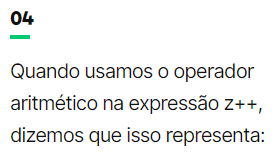 04
Quando usamos o operador
aritmético na expressão z++,
dizemos que isso representa: